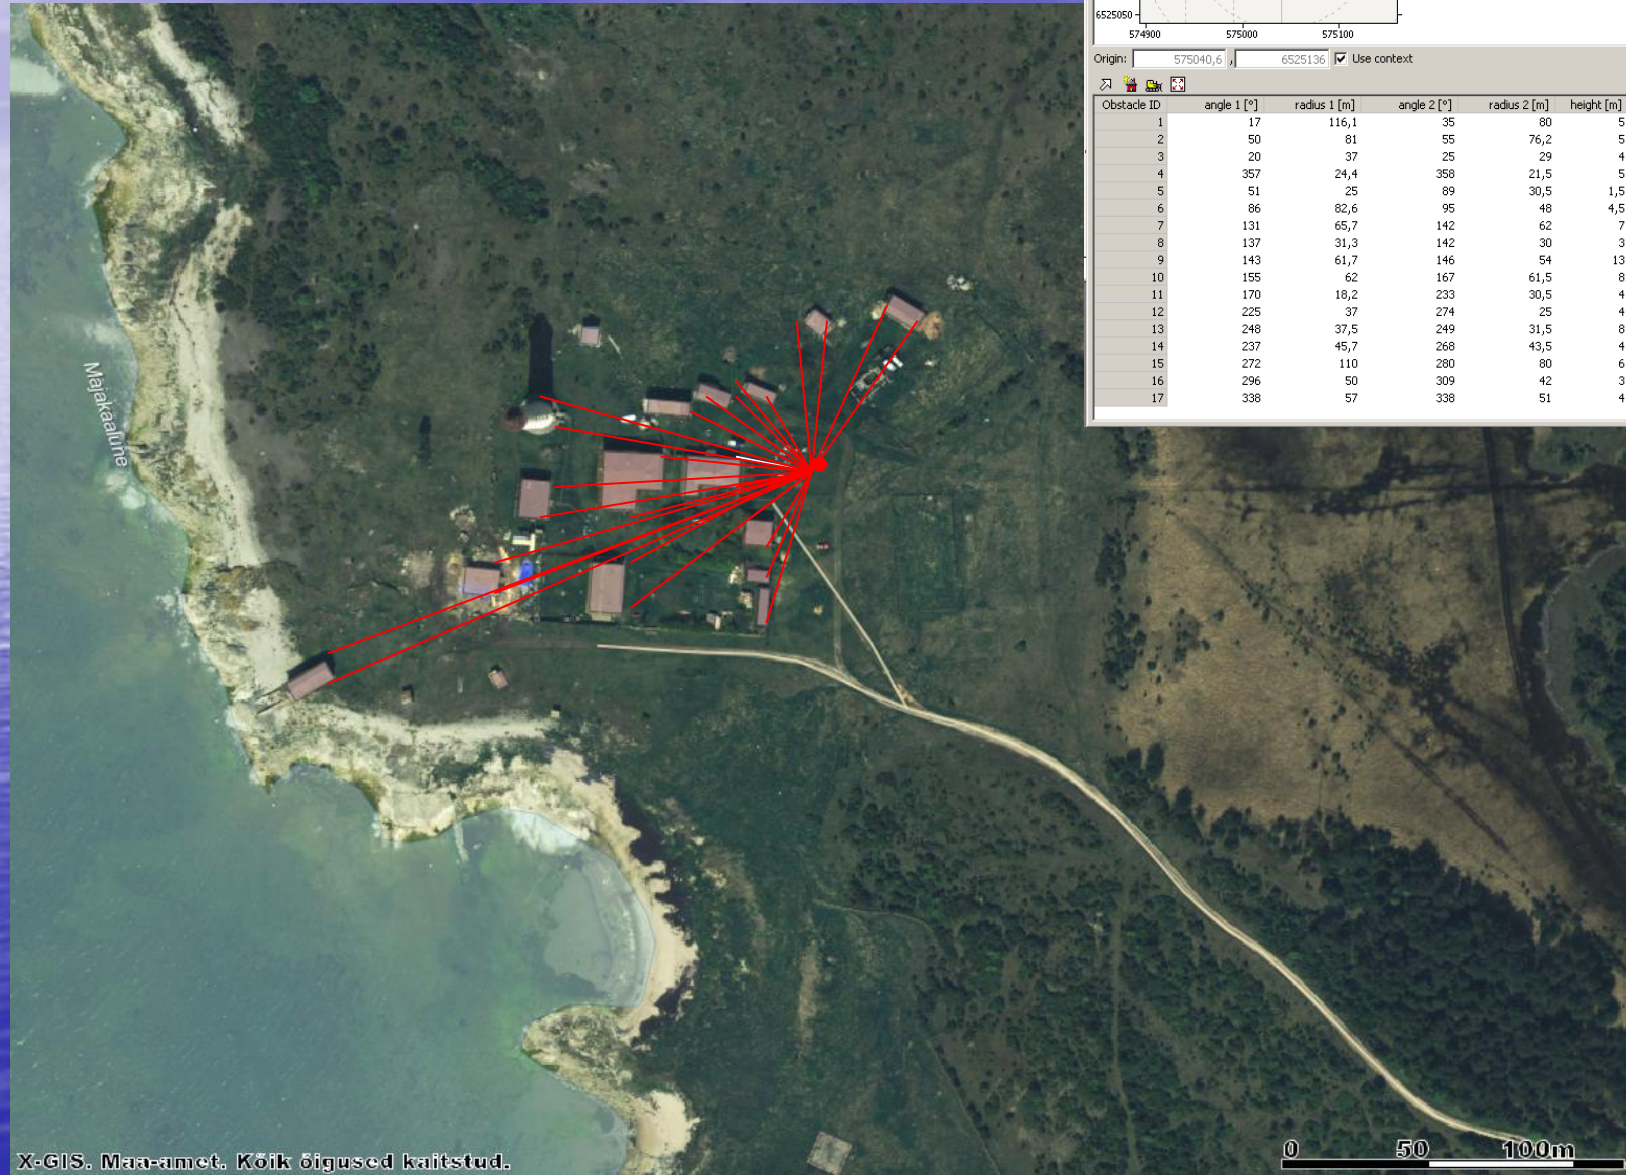 6525050
574900 575000 575100
Origin: 575040,6 , 6525136 Use context
Obstacle ID angle 1 [°] radius 1 [m] angle 2 [°] radius 2 [m] height [m]
1 17 116,1 35 80 5
2 50 81 55 76,2 5
3 20 37 25 29 4
4 357 24,4 358 21,5 5
5 51 25 89 30,5 1,5
6 86 82,6 95 48 4,5
7 131 65,7 142 62 7
8 137 31,3 142 30 3
9 143 61,7 146 54 13
10 155 62 167 61,5 8
11 170 18,2 233 30,5 4
12 225 37 274 25 4
13 248 37,5 249 31,5 8
14 237 45,7 268 43,5 4
15 272 110 280 80 6
16 296 50 309 42 3
17 338 57 338 51 4
Majakaalune
X-GIS. Maa-amet. Kõik õigused kaitstud.
0 50 100m